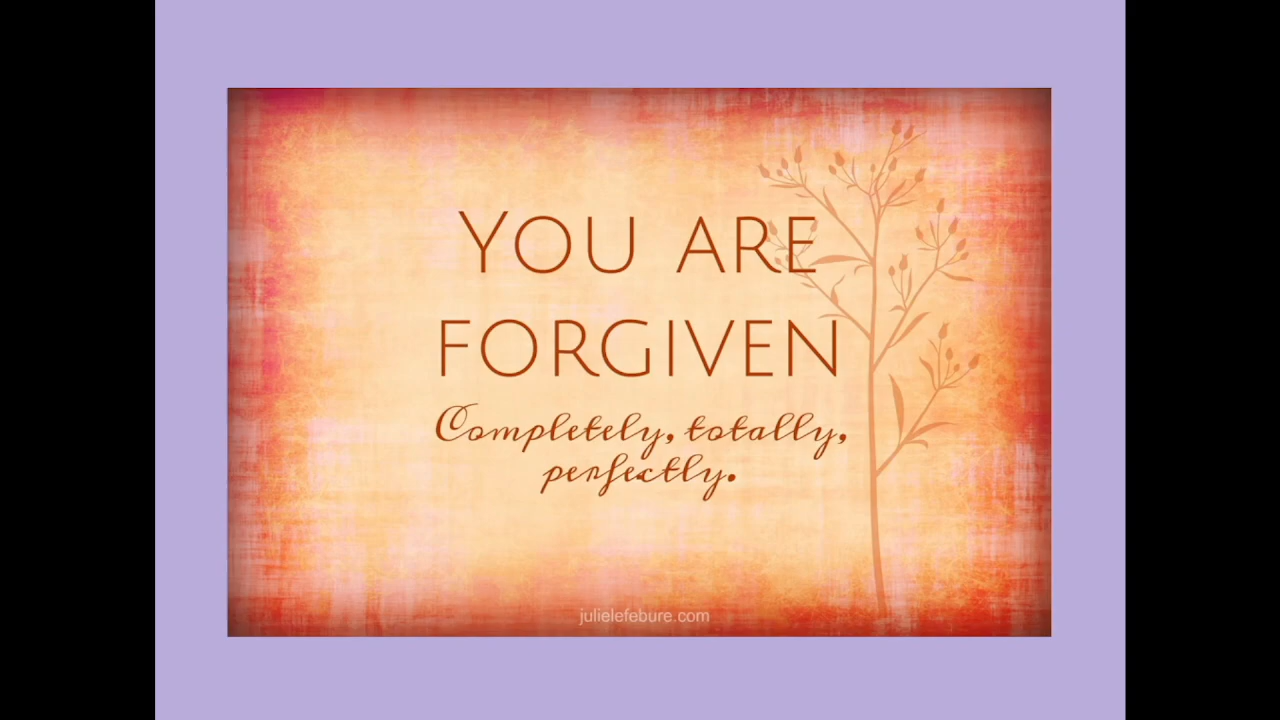 You are
forgiven
Completely, totally,
perfectly.
julielefebure.com